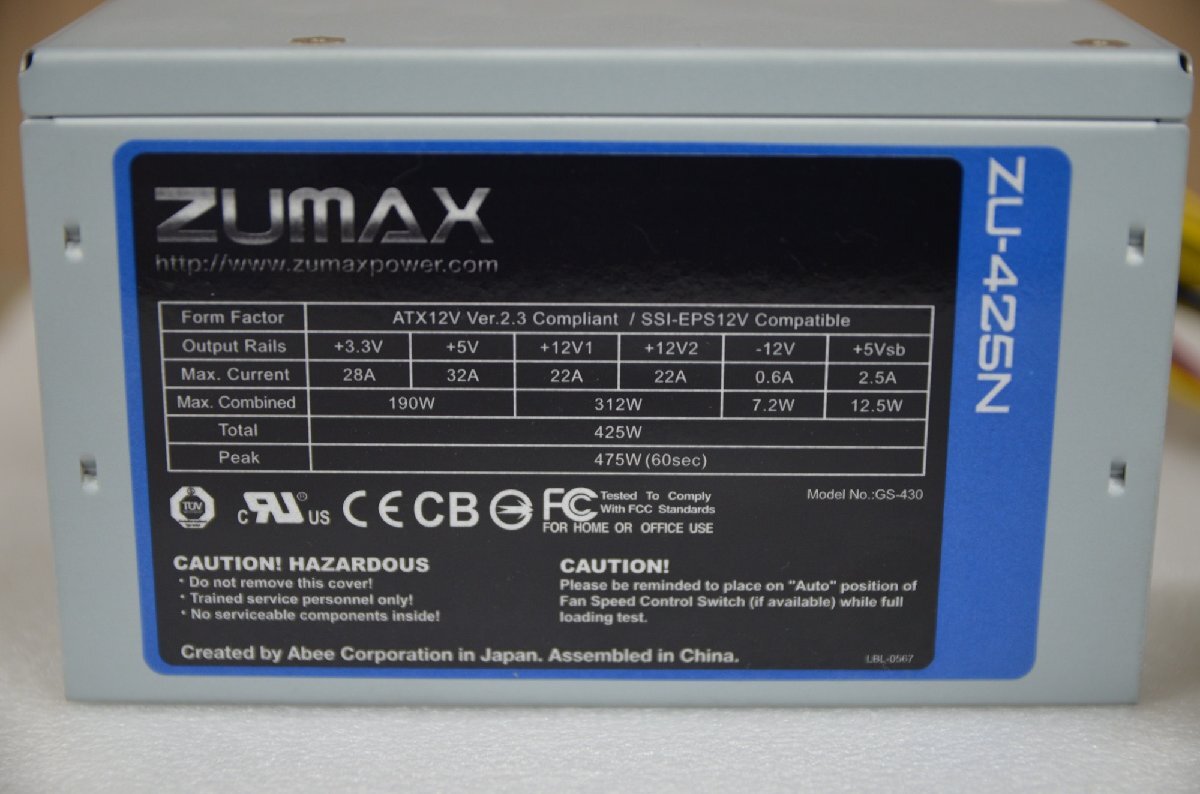 ZUMAX
http://www.zumaxpower.com
ZU-425N
Form Factor ATX12V Ver.2.3 Compliant / SSI-EPS12V Compatible
Output Rails +3.3V +5V +12V1 +12V2 -12V +5Vsb
Max. Current 28A 32A 22A 22A 0.6A 2.5A
Max. Combined 190W 312W 7.2W 12.5W
Total 425W
Peak 475W (60sec)
TÜV
c RU ® US CE CB FC Tested To Comply
With FCC Standards
FOR HOME OR OFFICE USE
Model No.:GS-430
CAUTION! HAZARDOUS
• Do not remove this cover!
• Trained service personnel only!
• No serviceable components inside!
CAUTION!
Please be reminded to place on "Auto" position of
Fan Speed Control Switch (if available) while full
loading test.
Created by Abee Corporation in Japan. Assembled in China.
LBL-0567